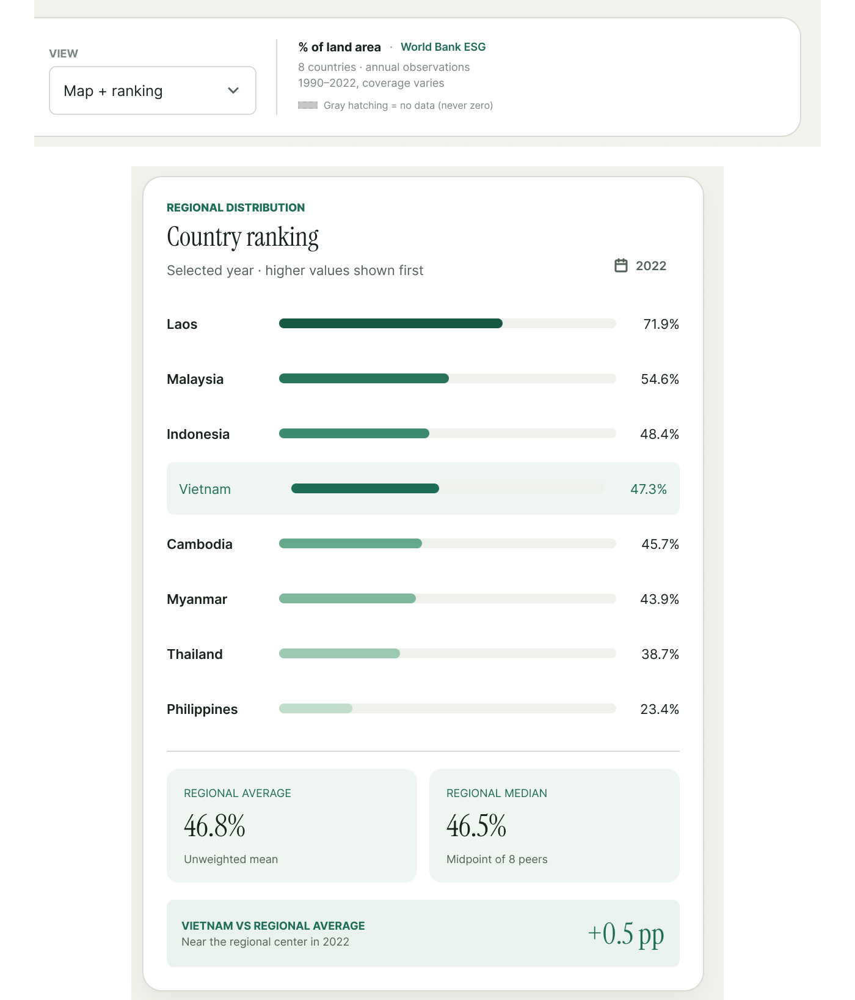 VIEW
Map + ranking
% of land area · World Bank ESG
8 countries · annual observations
1990–2022, coverage varies
Gray hatching = no data (never zero)
REGIONAL DISTRIBUTION
Country ranking
Selected year · higher values shown first
2022
Laos 71.9%
Malaysia 54.6%
Indonesia 48.4%
Vietnam 47.3%
Cambodia 45.7%
Myanmar 43.9%
Thailand 38.7%
Philippines 23.4%
REGIONAL AVERAGE
46.8%
Unweighted mean
REGIONAL MEDIAN
46.5%
Midpoint of 8 peers
VIETNAM VS REGIONAL AVERAGE
Near the regional center in 2022
+0.5 pp